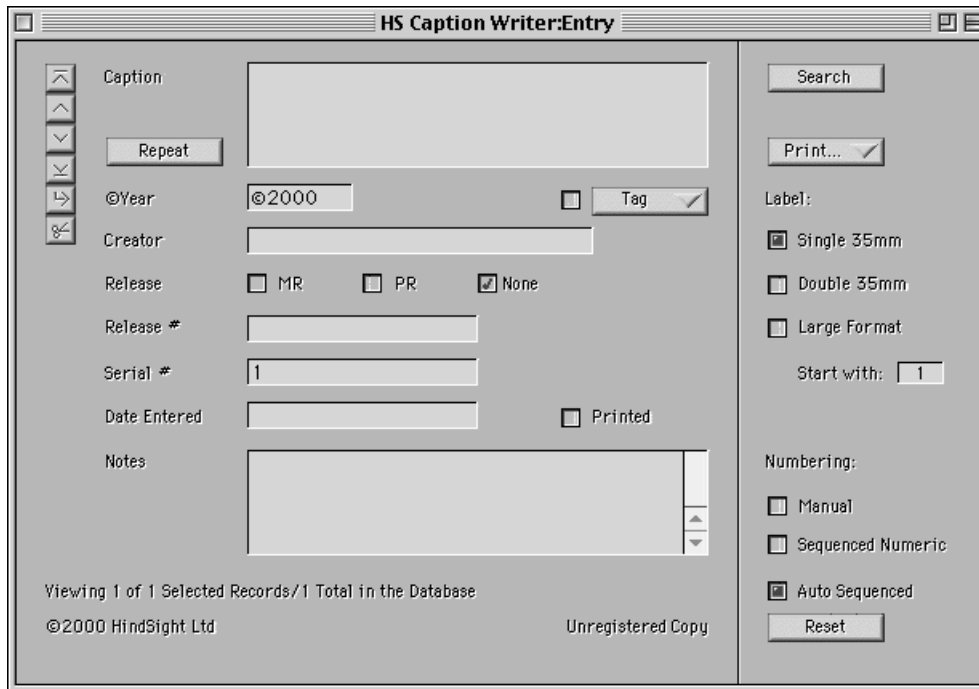 HS Caption Writer:Entry
Caption
Repeat
©Year
©2000
Tag
Creator
Release
MR
PR
None
Release #
Serial #
1
Date Entered
Printed
Notes
Viewing 1 of 1 Selected Records/1 Total in the Database
©2000 HindSight Ltd
Unregistered Copy
Search
Print...
Label:
Single 35mm
Double 35mm
Large Format
Start with:
1
Numbering:
Manual
Sequenced Numeric
Auto Sequenced
Reset